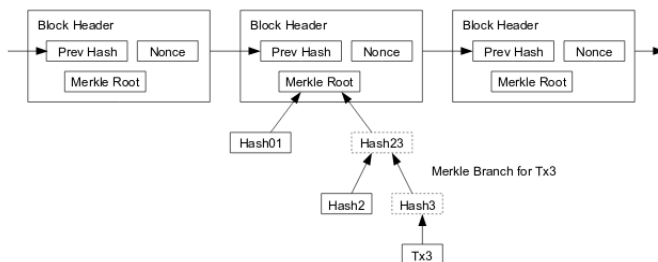 Block Header
Block Header
Block Header
Prev Hash
Nonce
Prev Hash
Nonce
Prev Hash
Nonce
Merkle Root
Merkle Root
Merkle Root
Hash01
Hash23
Merkle Branch for Tx3
Hash2
Hash3
Tx3